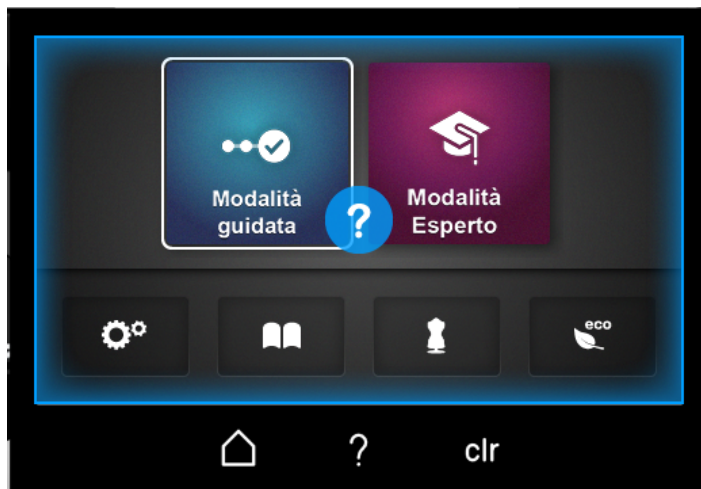 Modalità
guidata
?
Modalità
Esperto
eco
?
clr